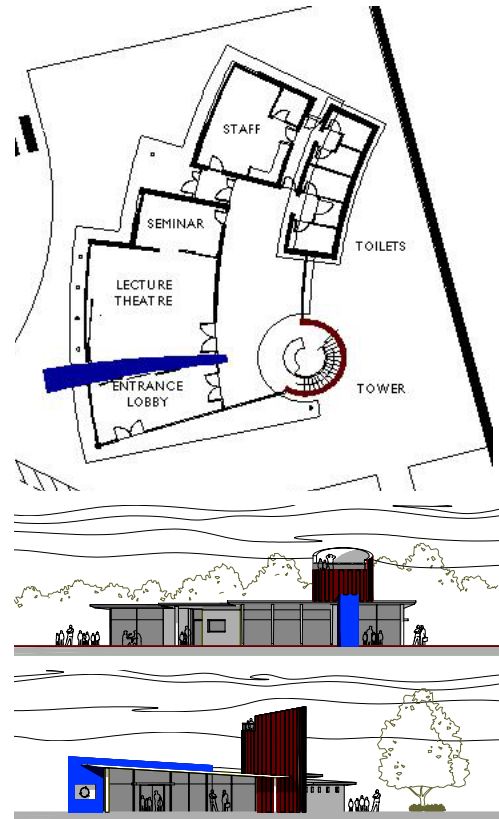 STAFF
SEMINAR
TOILETS
LECTURE
THEATRE
ENTRANCE
LOBBY
TOWER